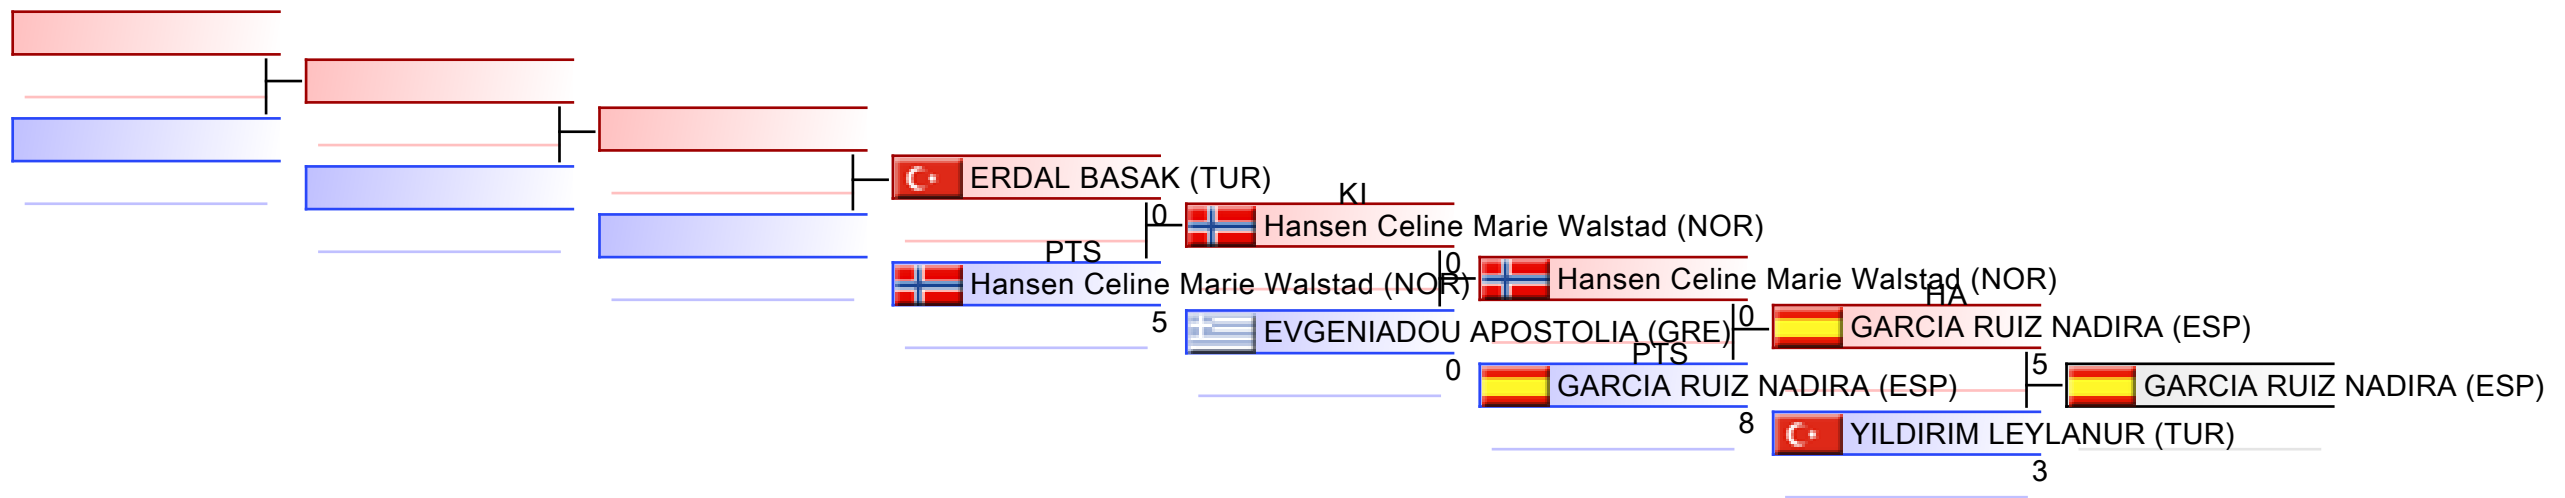 ERDAL BASAK (TUR)
0
PTS
Hansen Celine Marie Walstad (NOR)
5
KI
Hansen Celine Marie Walstad (NOR)
0
EVGENIADOU APOSTOLIA (GRE)
0
Hansen Celine Marie Walstad (NOR)
0
PTS
GARCIA RUIZ NADIRA (ESP)
8
HA
GARCIA RUIZ NADIRA (ESP)
5
YILDIRIM LEYLANUR (TUR)
3
GARCIA RUIZ NADIRA (ESP)